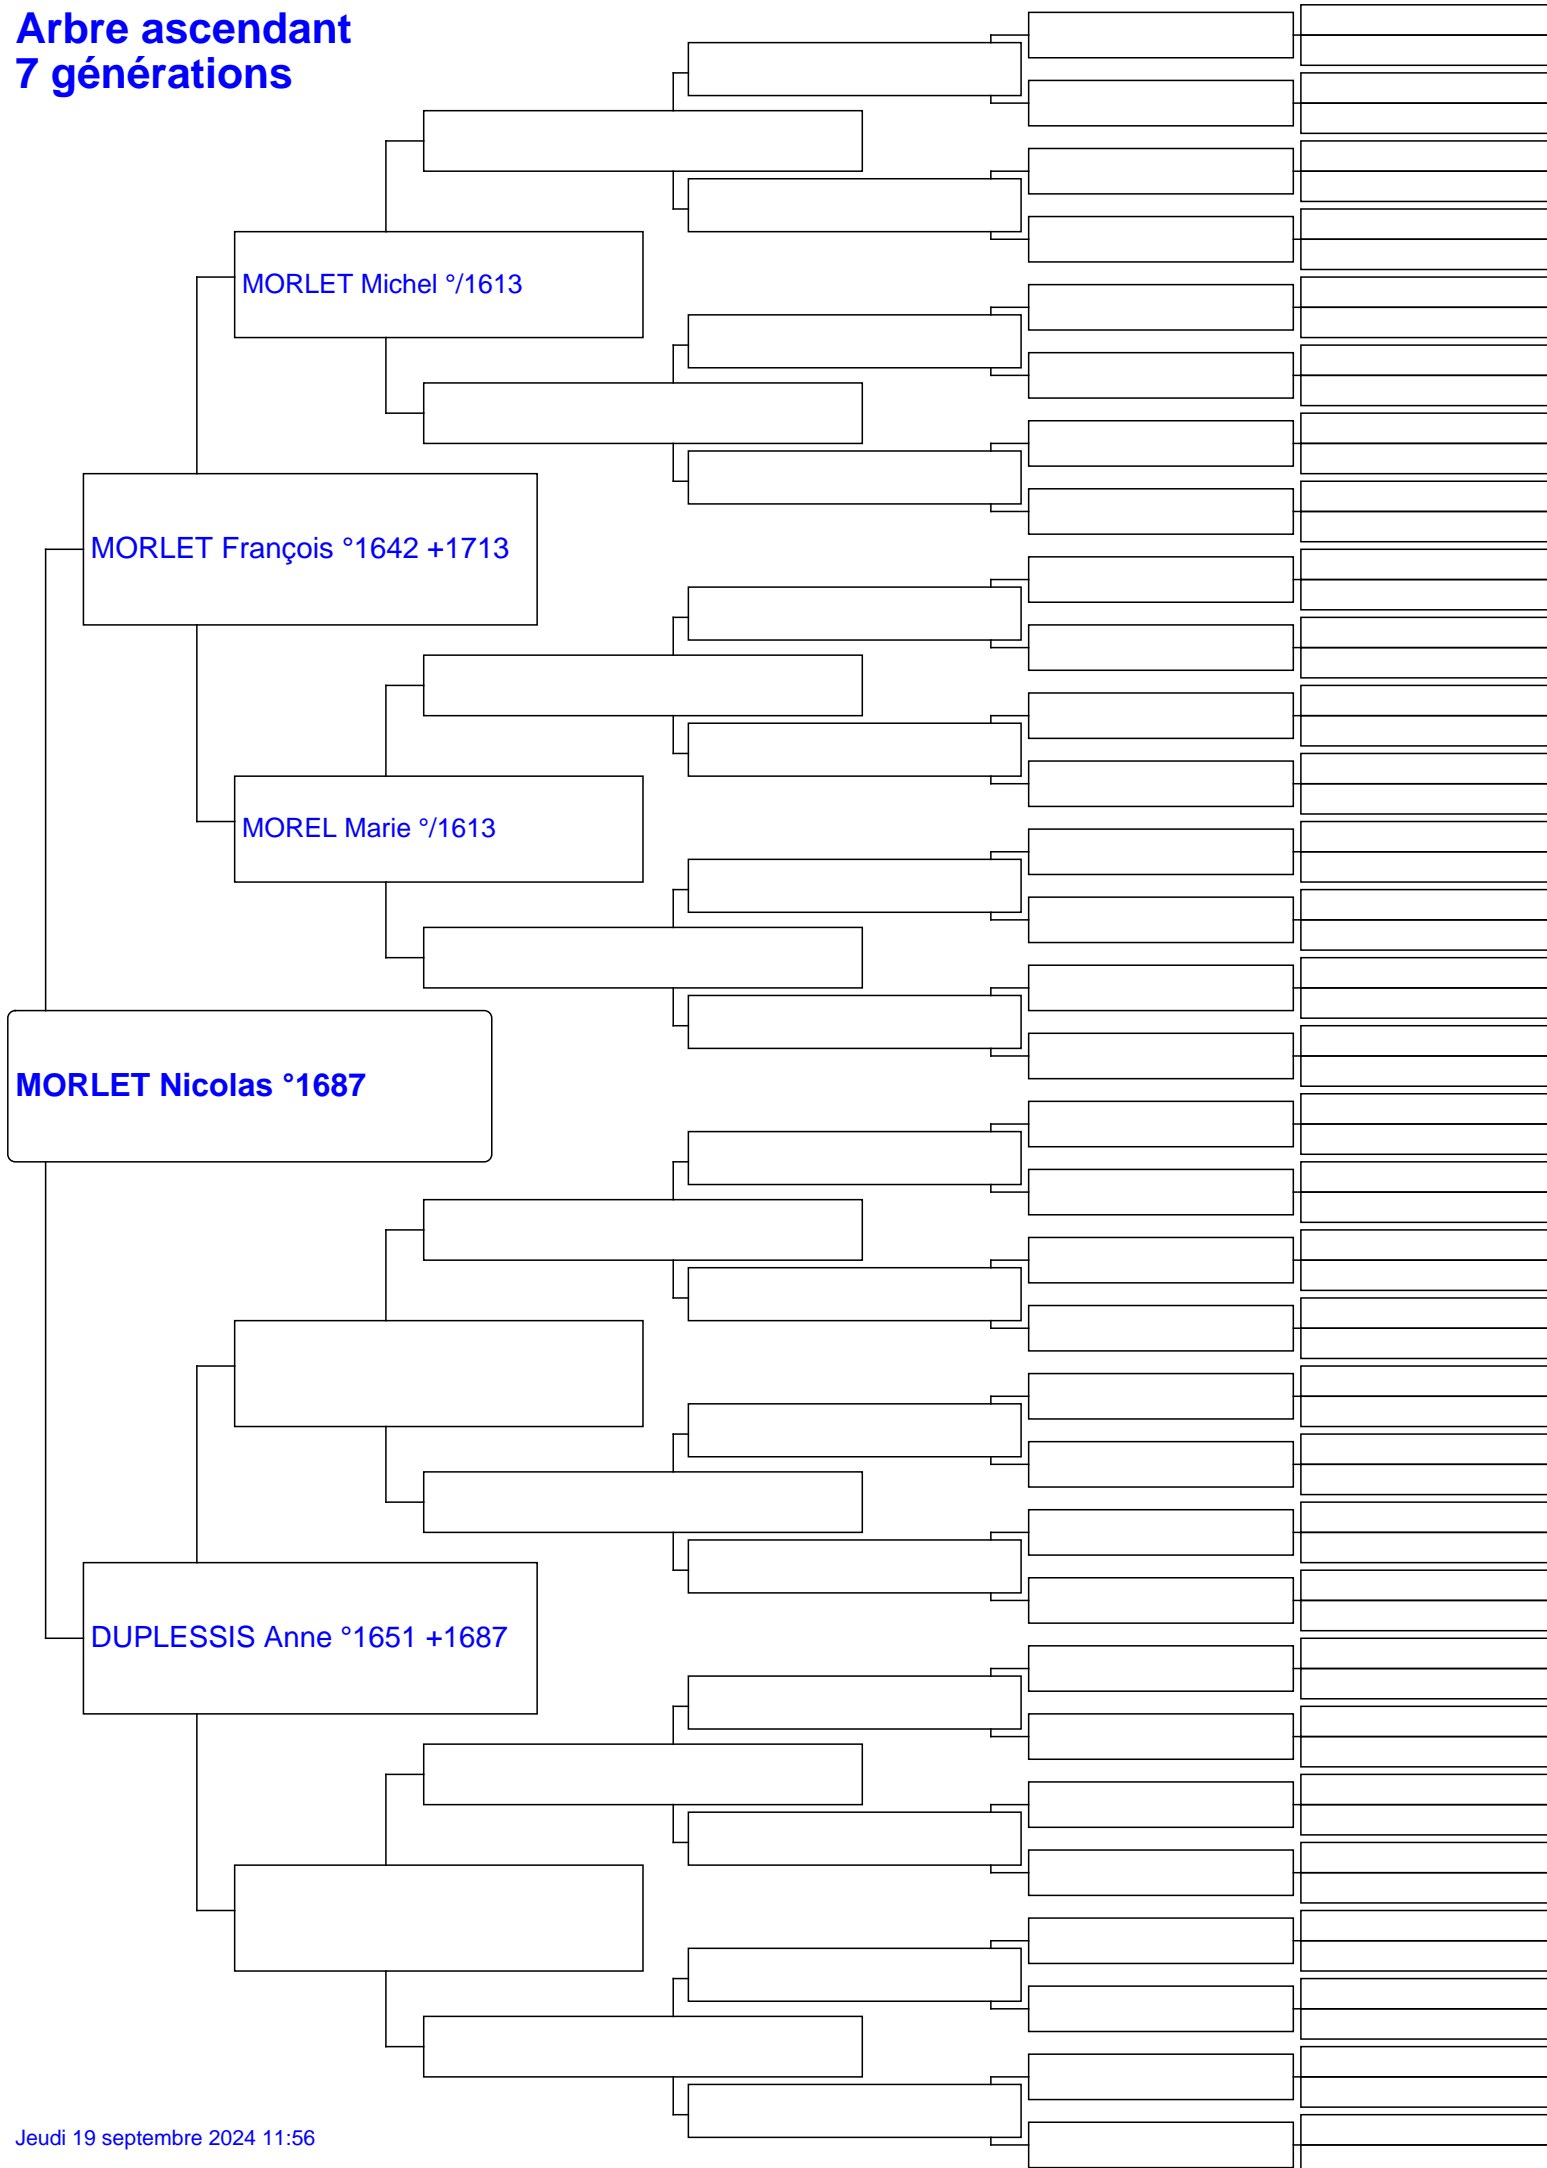 Arbre ascendant
7 générations
MORLET Michel °/1613
MORLET François °1642 +1713
MOREL Marie °/1613
MORLET Nicolas °1687
DUPLESSIS Anne °1651 +1687
Jeudi 19 septembre 2024 11:56